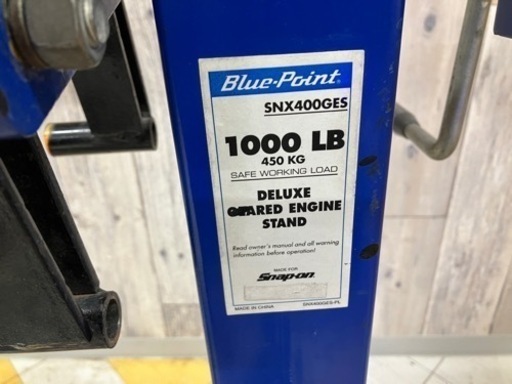 Blue-Point®
SNX400GES
1000 LB
450 KG
SAFE WORKING LOAD
DELUXE
GEARED ENGINE
STAND
Read owner's manual and all warning
information before operation!
MADE FOR
Snap-on
MADE IN CHINA
SNX400GES-PL